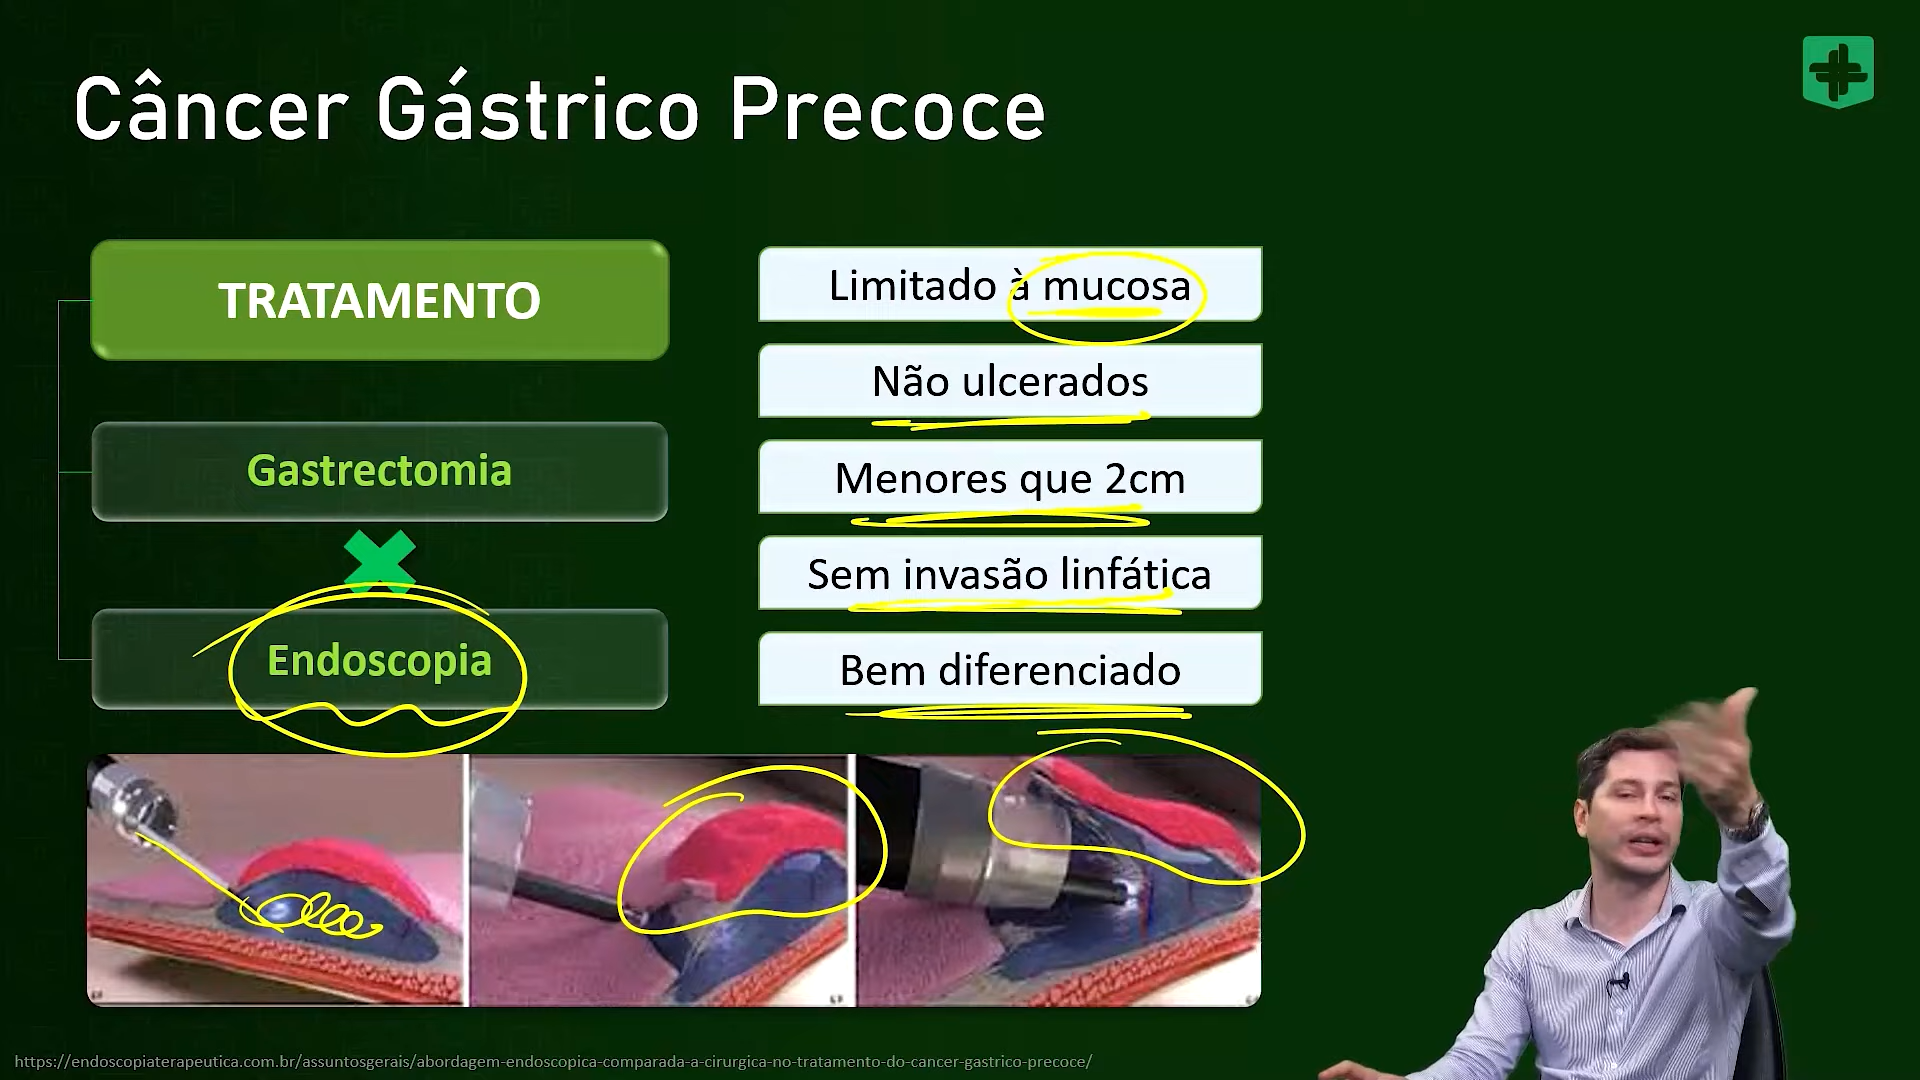 Câncer Gástrico Precoce
TRATAMENTO
Gastrectomia
Endoscopia
Limitado à mucosa
Não ulcerados
Menores que 2cm
Sem invasão linfática
Bem diferenciado
https://endoscopiaterapeutica.com.br/assuntosgerais/abordagem-endoscopica-comparada-a-cirurgica-no-tratamento-do-cancer-gastrico-precoce/